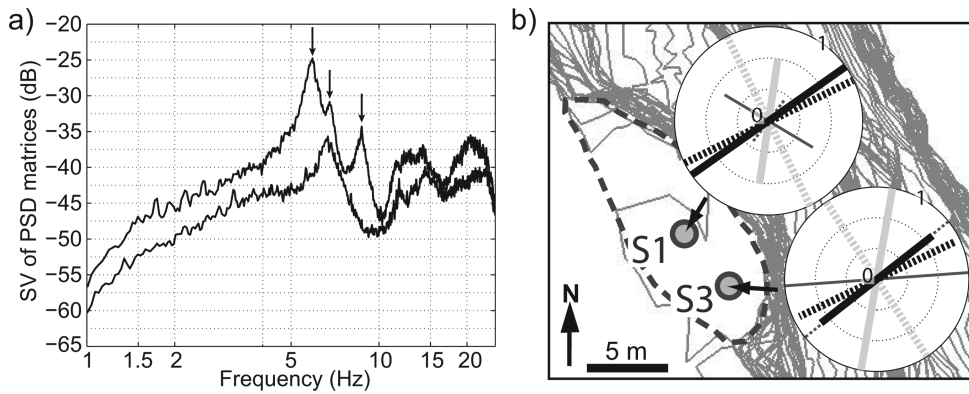 a)
SV of PSD matrices (dB)
−20
−25
−30
−35
−40
−45
−50
−55
−60
−65
1 1.5 2 5 10 15 20
Frequency (Hz)
b)
1
0
1
0
S1
S3
N
5 m